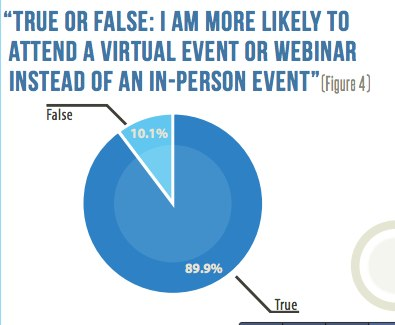 “TRUE OR FALSE: I AM MORE LIKELY TO
ATTEND A VIRTUAL EVENT OR WEBINAR
INSTEAD OF AN IN-PERSON EVENT” (Figure 4)
False
10.1%
89.9%
True